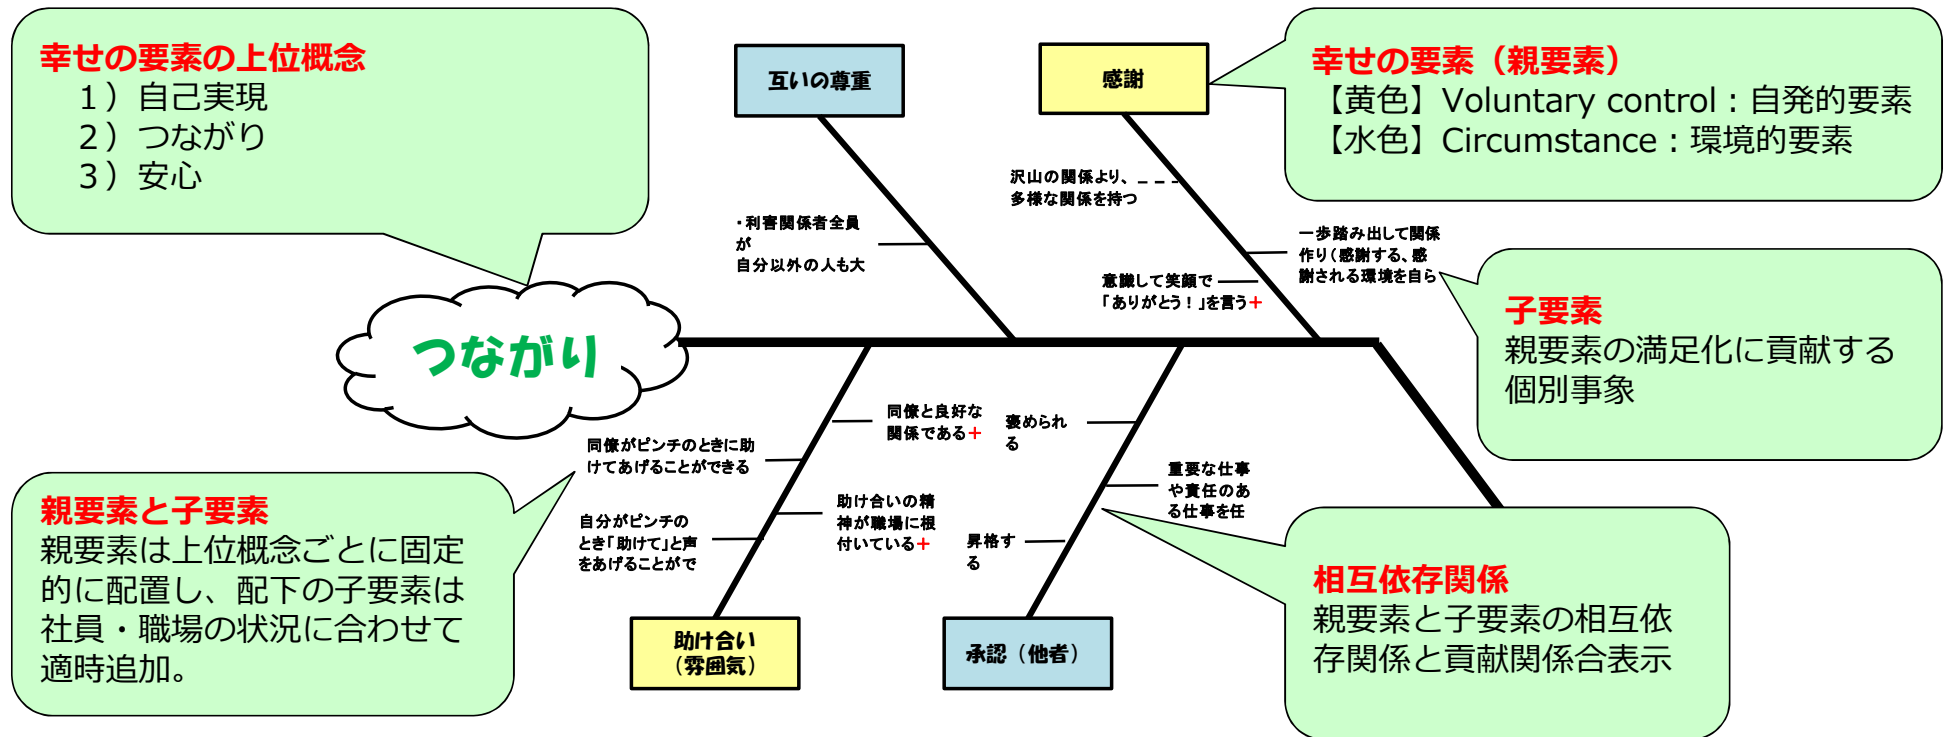 幸せの要素の上位概念
1）自己実現
2）つながり
3）安心
互いの尊重
感謝
幸せの要素（親要素）
【黄色】Voluntary control：自発的要素
【水色】Circumstance：環境的要素
沢山の関係より、
多様な関係を持つ
・利害関係者全員
が
自分以外の人も大
一歩踏み出して関係
作り（感謝する、感
謝される環境を自ら
意識して笑顔で
「ありがとう！」を言う+
子要素
親要素の満足化に貢献する
個別事象
つながり
同僚と良好な
関係である+
褒められ
る
同僚がピンチのときに助
けてあげることができる
重要な仕事
や責任のあ
る仕事を任
親要素と子要素
親要素は上位概念ごとに固定
的に配置し、配下の子要素は
社員・職場の状況に合わせて
適時追加。
助け合いの精
神が職場に根
付いている+
自分がピンチの
とき「助けて」と声
をあげることがで
昇格す
る
相互依存関係
親要素と子要素の相互依
存関係と貢献関係合表示
助け合い
（雰囲気）
承認（他者）